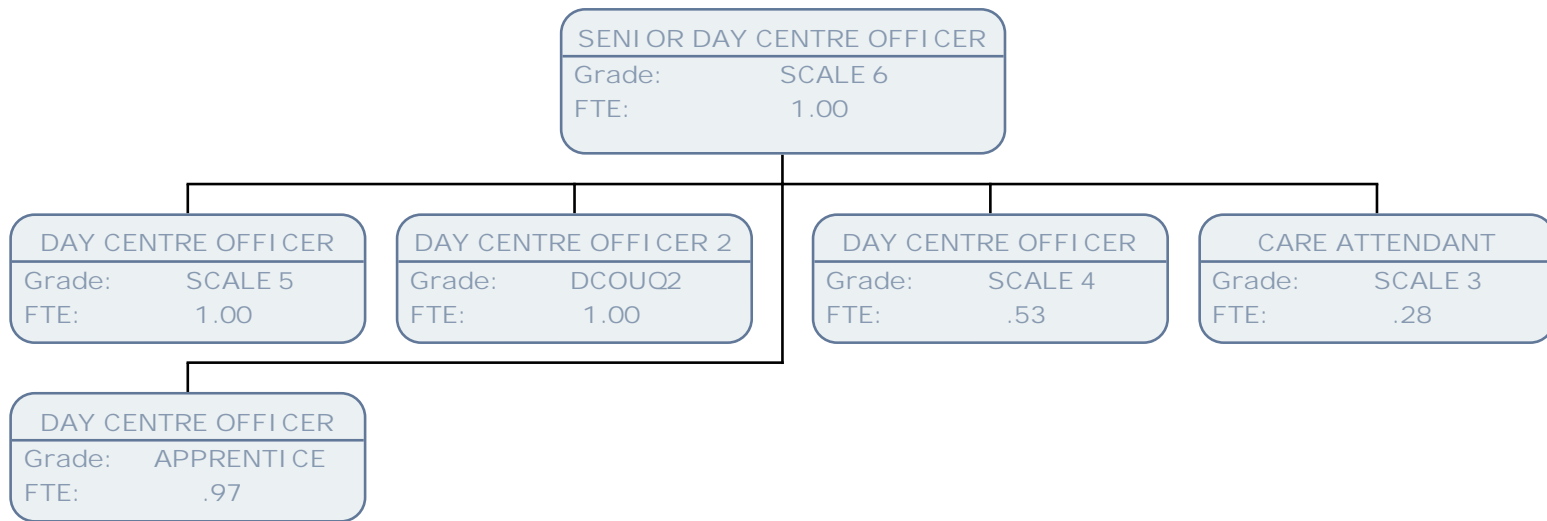 SENIOR DAY CENTRE OFFICER
Grade: SCALE 6
FTE: 1.00
DAY CENTRE OFFICER
Grade: SCALE 5
FTE: 1.00
DAY CENTRE OFFICER 2
Grade: DCOUQ2
FTE: 1.00
DAY CENTRE OFFICER
Grade: SCALE 4
FTE: .53
CARE ATTENDANT
Grade: SCALE 3
FTE: .28
DAY CENTRE OFFICER
Grade: APPRENTICE
FTE: .97